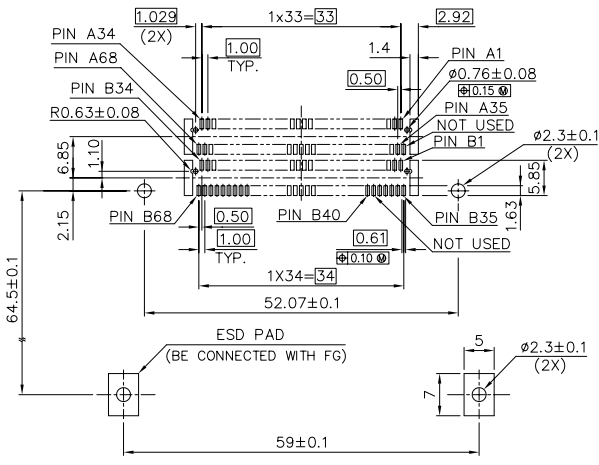 1.029
(2X)
1x33=33
2.92
1.4
PIN A34
PIN A68
PIN B34
R0.63±0.08
1.00
TYP.
0.50
PIN A1
ø0.76±0.08
⌖ 0.15 Ⓜ
PIN A35
NOT USED
PIN B1
ø2.3±0.1
(2X)
6.85
1.10
2.15
5.85
1.63
PIN B68
0.50
1.00
TYP.
PIN B40
0.61
⌖ 0.10 Ⓜ
PIN B35
NOT USED
1X34=34
52.07±0.1
64.5±0.1
ESD PAD
(BE CONNECTED WITH FG)
5
7
ø2.3±0.1
(2X)
59±0.1